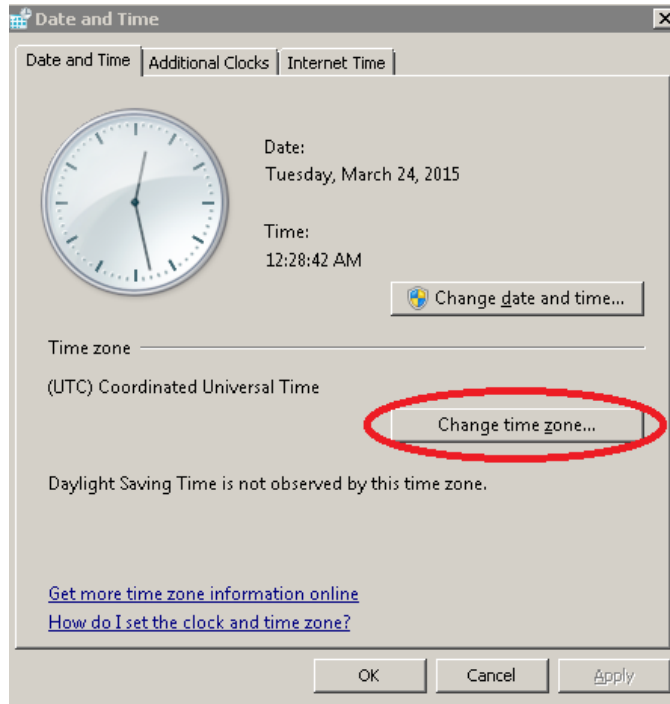 Date and Time
Date and Time Additional Clocks Internet Time
Date:
Tuesday, March 24, 2015
Time:
12:28:42 AM
Change date and time...
Time zone
(UTC) Coordinated Universal Time
Change time zone...
Daylight Saving Time is not observed by this time zone.
Get more time zone information online
How do I set the clock and time zone?
OK Cancel Apply